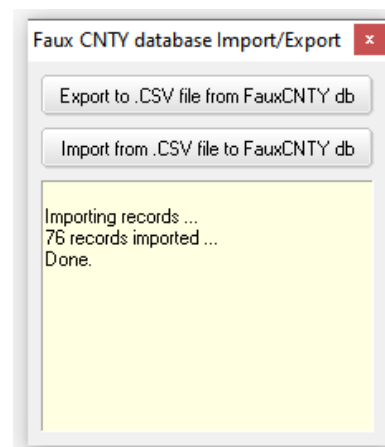 Faux CNTY database Import/Export
x
Export to .CSV file from FauxCNTY db
Import from .CSV file to FauxCNTY db
Importing records ...
76 records imported ...
Done.